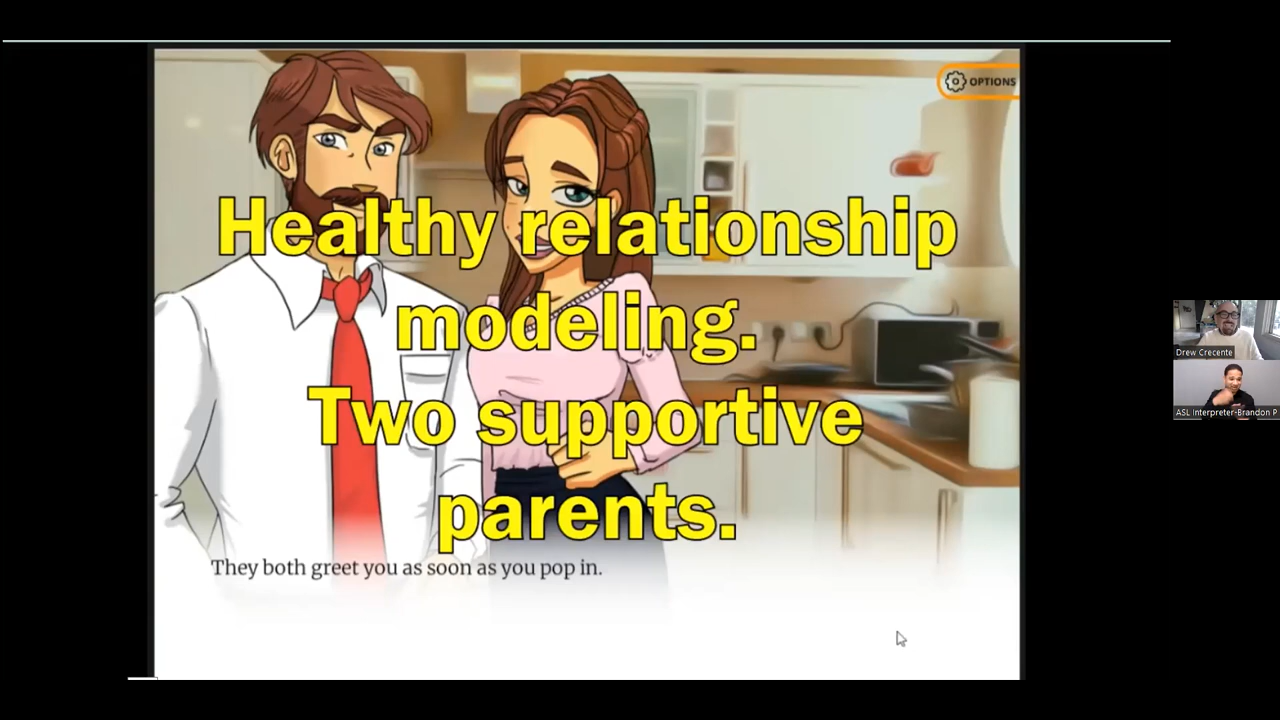 OPTIONS
Healthy relationship
modeling.
Two supportive
parents.
They both greet you as soon as you pop in.
Drew Crecente
ASL Interpreter-Brandon P